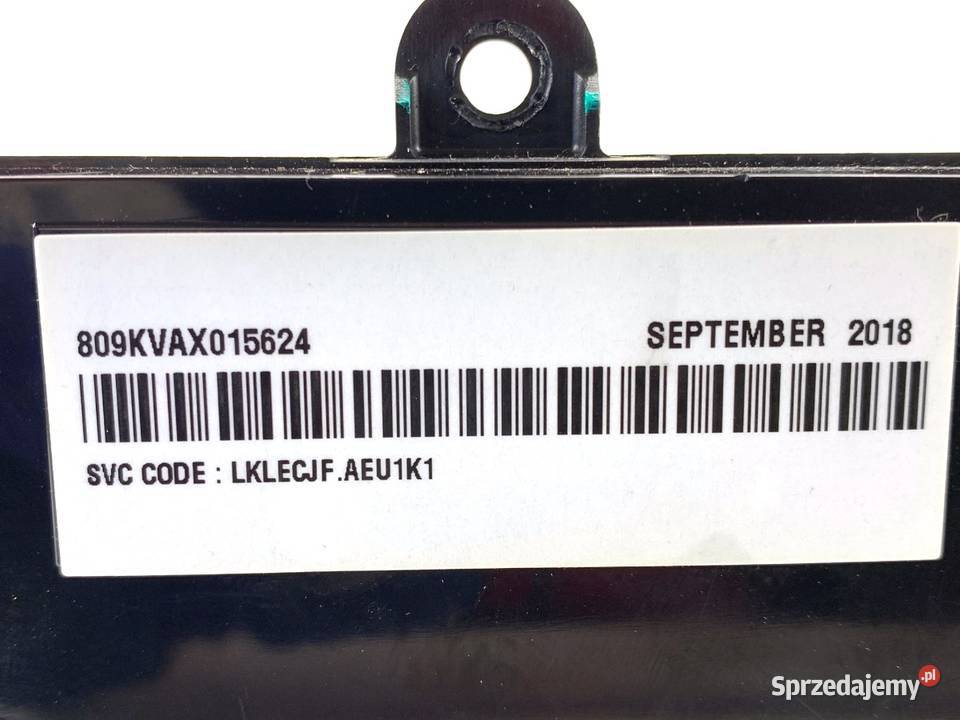 809KVAX015624 SEPTEMBER 2018
SVC CODE : LKLECJF.AEU1K1
Sprzedajemy.pl